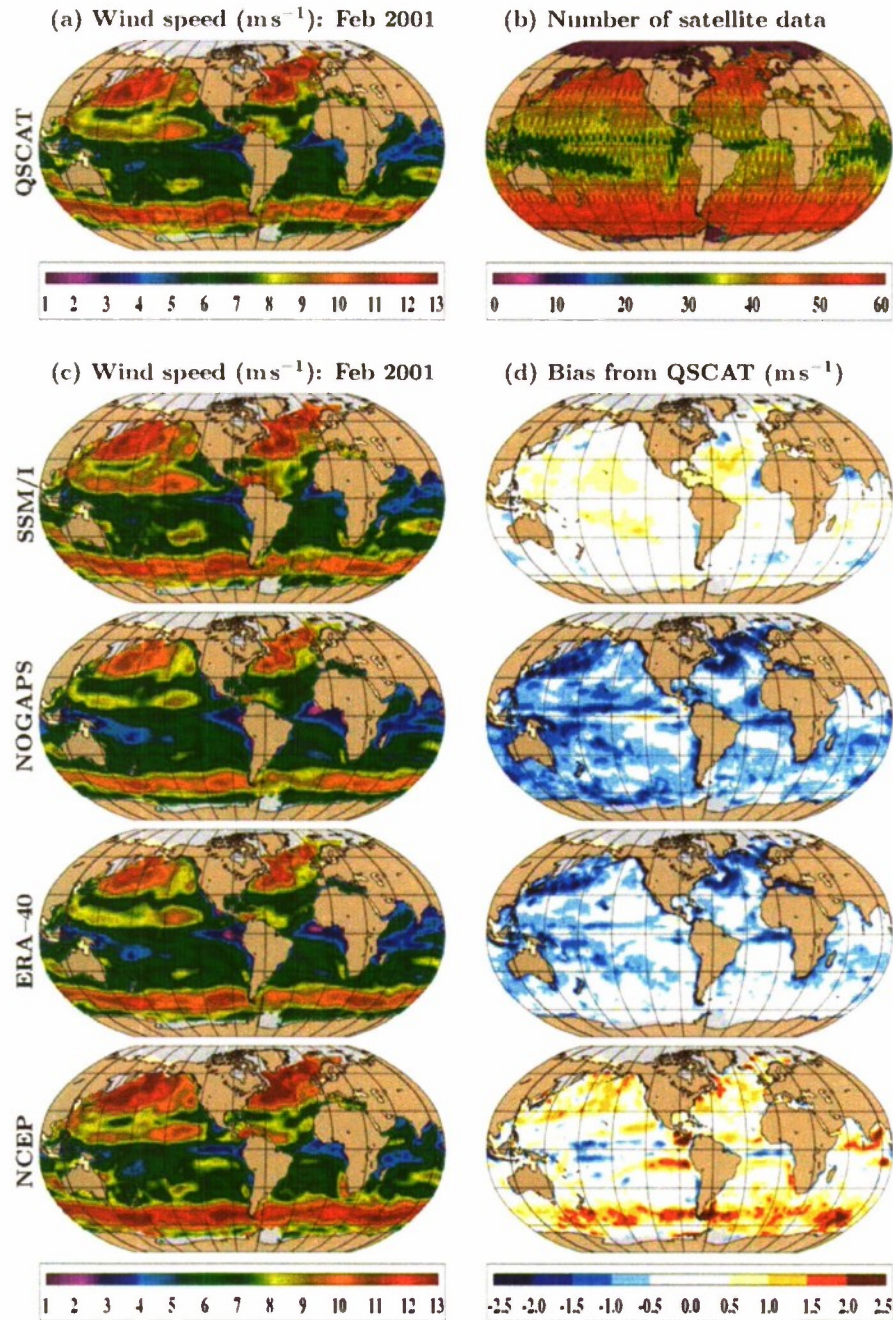 (a) Wind speed (m s⁻¹): Feb 2001
(b) Number of satellite data
QSCAT
1 2 3 4 5 6 7 8 9 10 11 12 13
0 10 20 30 40 50 60
(c) Wind speed (m s⁻¹): Feb 2001
(d) Bias from QSCAT (m s⁻¹)
SSM/I
NOGAPS
ERA-40
NCEP
1 2 3 4 5 6 7 8 9 10 11 12 13
-2.5 -2.0 -1.5 -1.0 -0.5 0.0 0.5 1.0 1.5 2.0 2.5